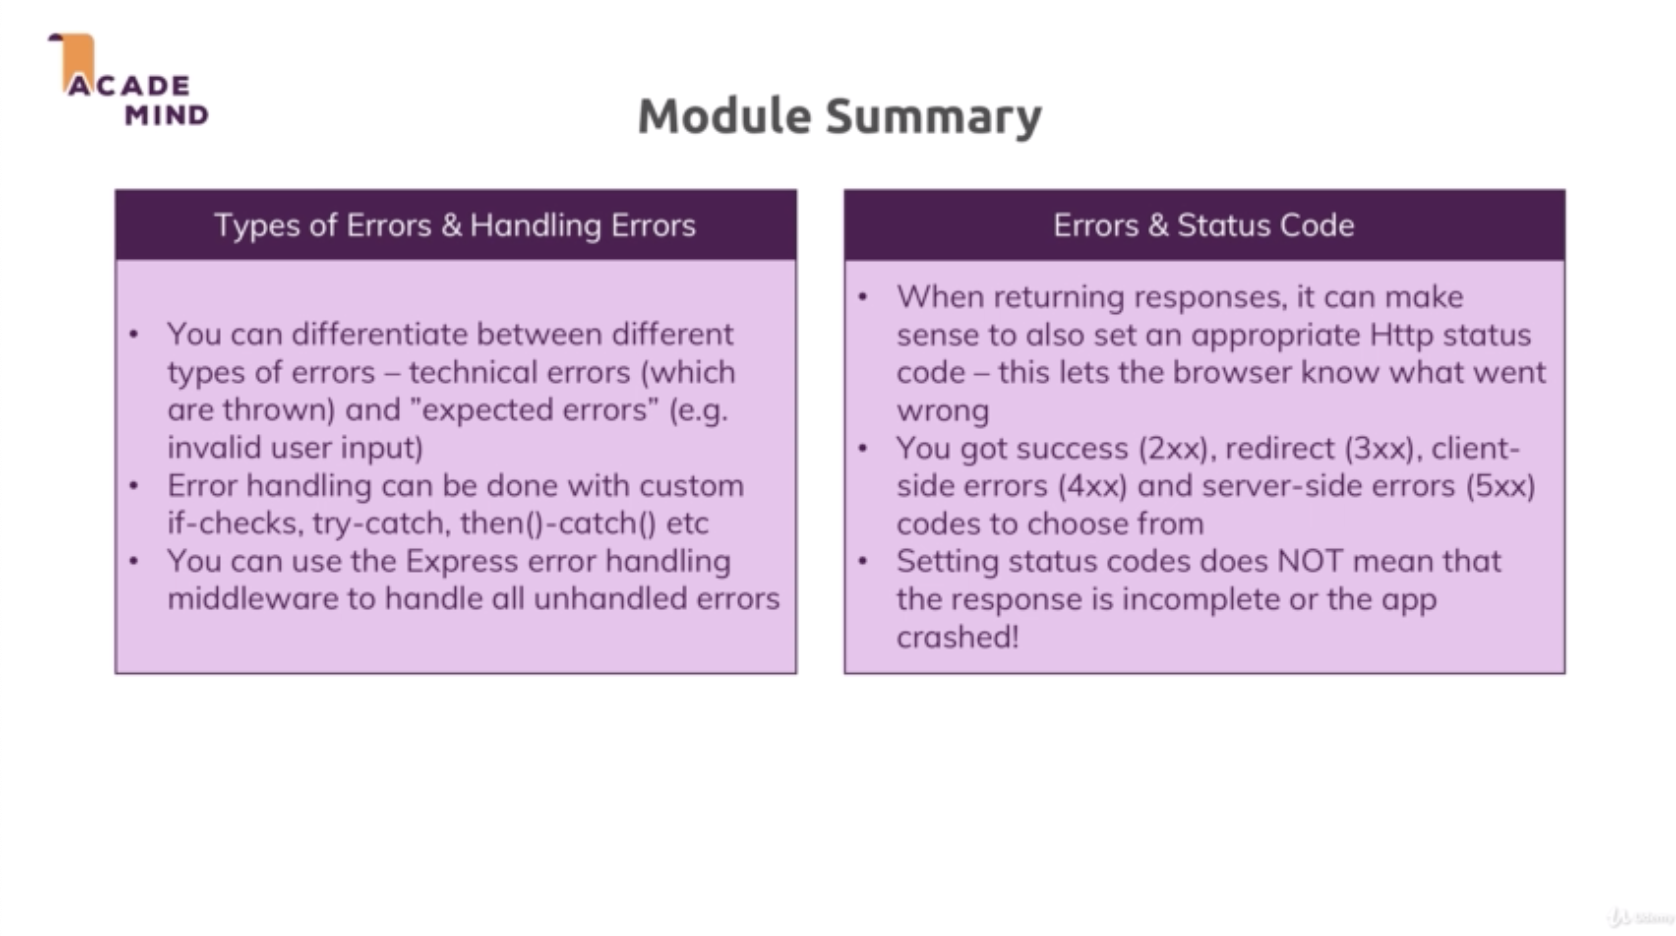 ACADE
MIND
Module Summary
Types of Errors & Handling Errors
• You can differentiate between different
types of errors – technical errors (which
are thrown) and ”expected errors” (e.g.
invalid user input)
• Error handling can be done with custom
if-checks, try-catch, then()-catch() etc
• You can use the Express error handling
middleware to handle all unhandled errors
Errors & Status Code
• When returning responses, it can make
sense to also set an appropriate Http status
code – this lets the browser know what went
wrong
• You got success (2xx), redirect (3xx), client-
side errors (4xx) and server-side errors (5xx)
codes to choose from
• Setting status codes does NOT mean that
the response is incomplete or the app
crashed!
Udemy